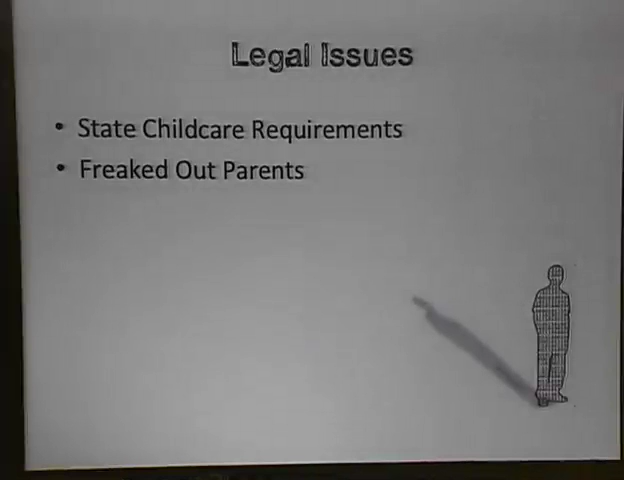 Legal Issues
• State Childcare Requirements
• Freaked Out Parents